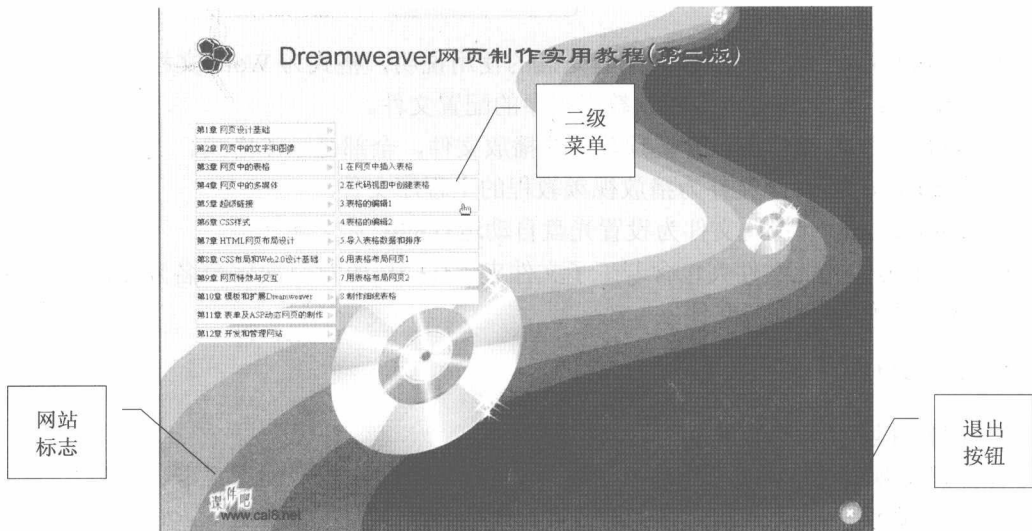 Dreamweaver网页制作实用教程(第二版)
二级
菜单
第1章 网页设计基础
第2章 网页中的文字和图像
第3章 网页中的表格
第4章 网页中的多媒体
第5章 超级链接
第6章 CSS样式
第7章 HTML网页布局设计
第8章 CSS布局和Web2.0设计基础
第9章 网页特效与交互
第10章 模板和扩展Dreamweaver
第11章 表单及ASP动态网页的制作
第12章 开发和管理网站
1.在网页中插入表格
2.在代码视图中创建表格
3.表格的编辑1
4.表格的编辑2
5.导入表格数据和排序
6.用表格布局网页1
7.用表格布局网页2
8.制作细线表格
网站
标志
退出
按钮
课件吧
www.cai8.net